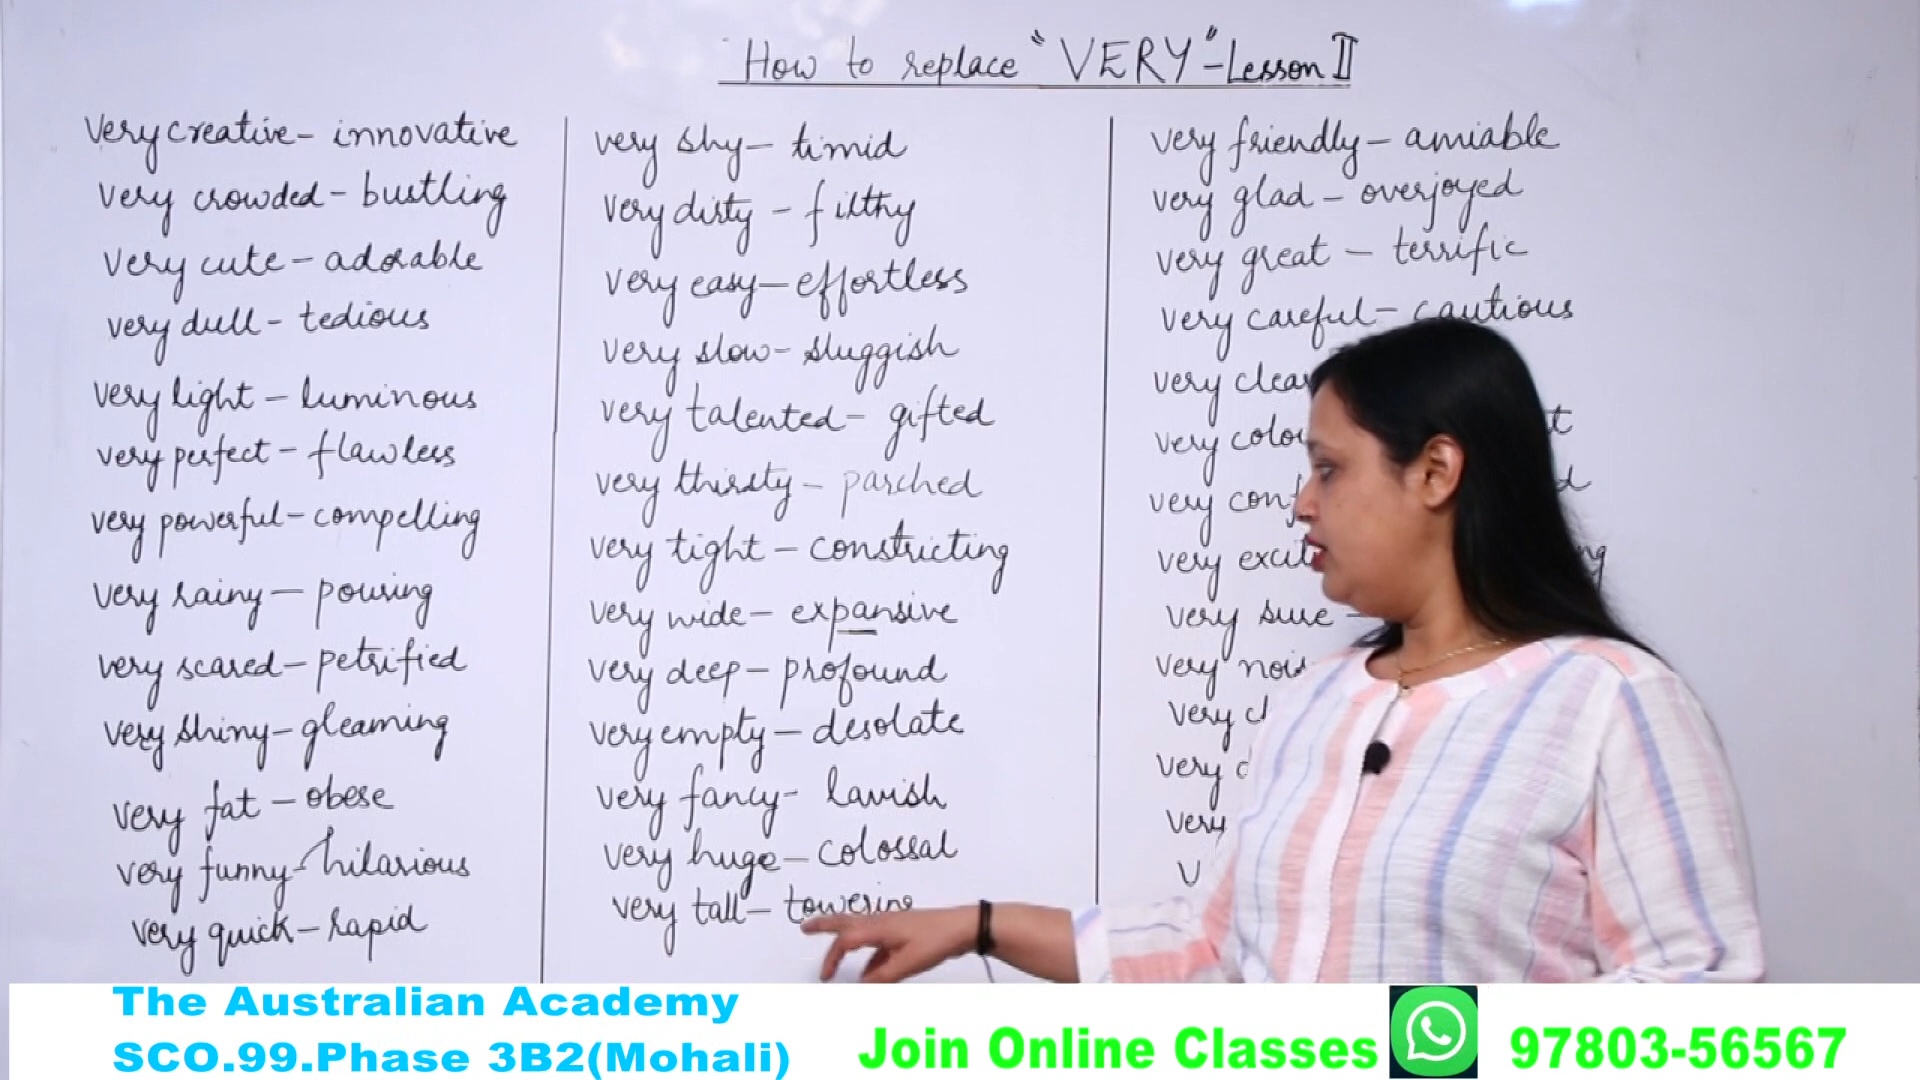 How to replace "VERY" - Lesson II
very creative - innovative
very crowded - bustling
very cute - adorable
very dull - tedious
very light - luminous
very perfect - flawless
very powerful - compelling
very rainy - pouring
very scared - petrified
very shiny - gleaming
very fat - obese
very funny - hilarious
very quick - rapid
very shy - timid
very dirty - filthy
very easy - effortless
very slow - sluggish
very talented - gifted
very thirsty - parched
very tight - constricting
very wide - expansive
very deep - profound
very empty - desolate
very fancy - lavish
very huge - colossal
very tall - towering
very friendly - amiable
very glad - overjoyed
very great - terrific
very careful - cautious
very
very
very
very
very sure -
very
very
very
very
The Australian Academy
SCO.99.Phase 3B2(Mohali)
Join Online Classes 97803-56567